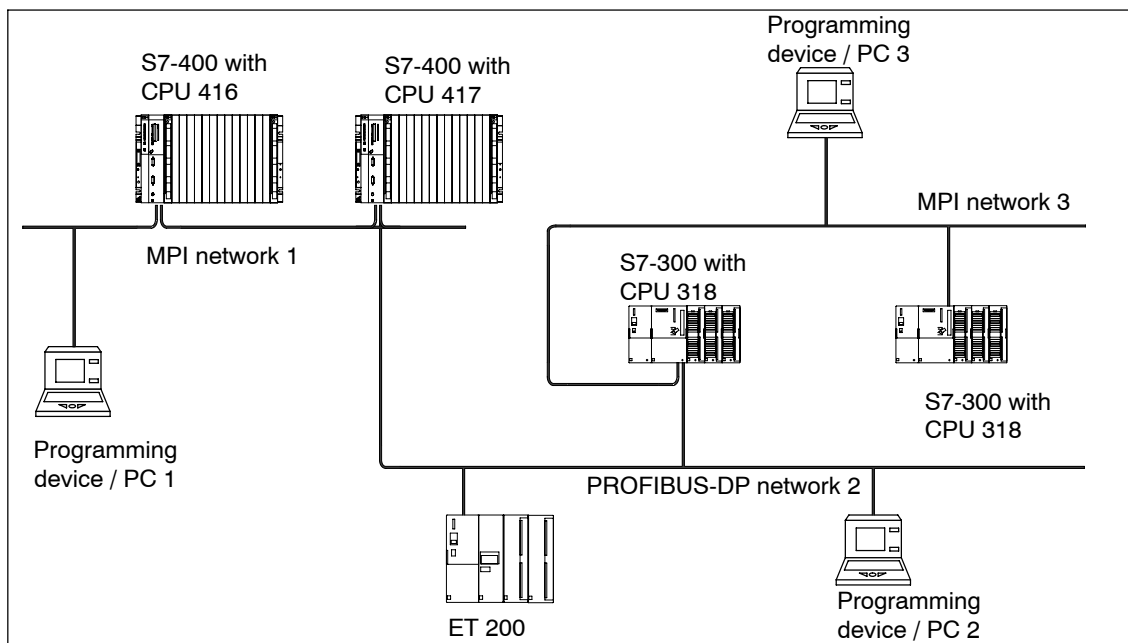 Programming
device / PC 3
S7-400 with
CPU 416
S7-400 with
CPU 417
MPI network 3
MPI network 1
S7-300 with
CPU 318
S7-300 with
CPU 318
Programming
device / PC 1
PROFIBUS-DP network 2
ET 200
Programming
device / PC 2